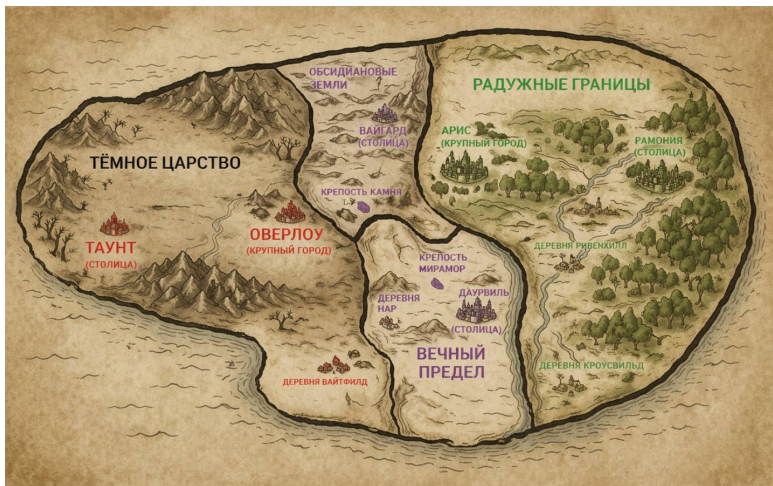 ОБСИДИАНОВЫЕ
ЗЕМЛИ
РАДУЖНЫЕ ГРАНИЦЫ
ВАЙГАРД
(СТОЛИЦА)
АРИС
(КРУПНЫЙ ГОРОД)
РАМОНИЯ
(СТОЛИЦА)
ТЁМНОЕ ЦАРСТВО
КРЕПОСТЬ КАМНЯ
ОВЕРЛОУ
(КРУПНЫЙ ГОРОД)
ТАУНТ
(СТОЛИЦА)
ДЕРЕВНЯ РИВЕНХИЛЛ
КРЕПОСТЬ
МИРАМОР
ДЕРЕВНЯ
НАР
ДАУРВИЛЬ
(СТОЛИЦА)
ВЕЧНЫЙ
ПРЕДЕЛ
ДЕРЕВНЯ КРОУСВИЛЬД
ДЕРЕВНЯ ВАЙТФИЛД